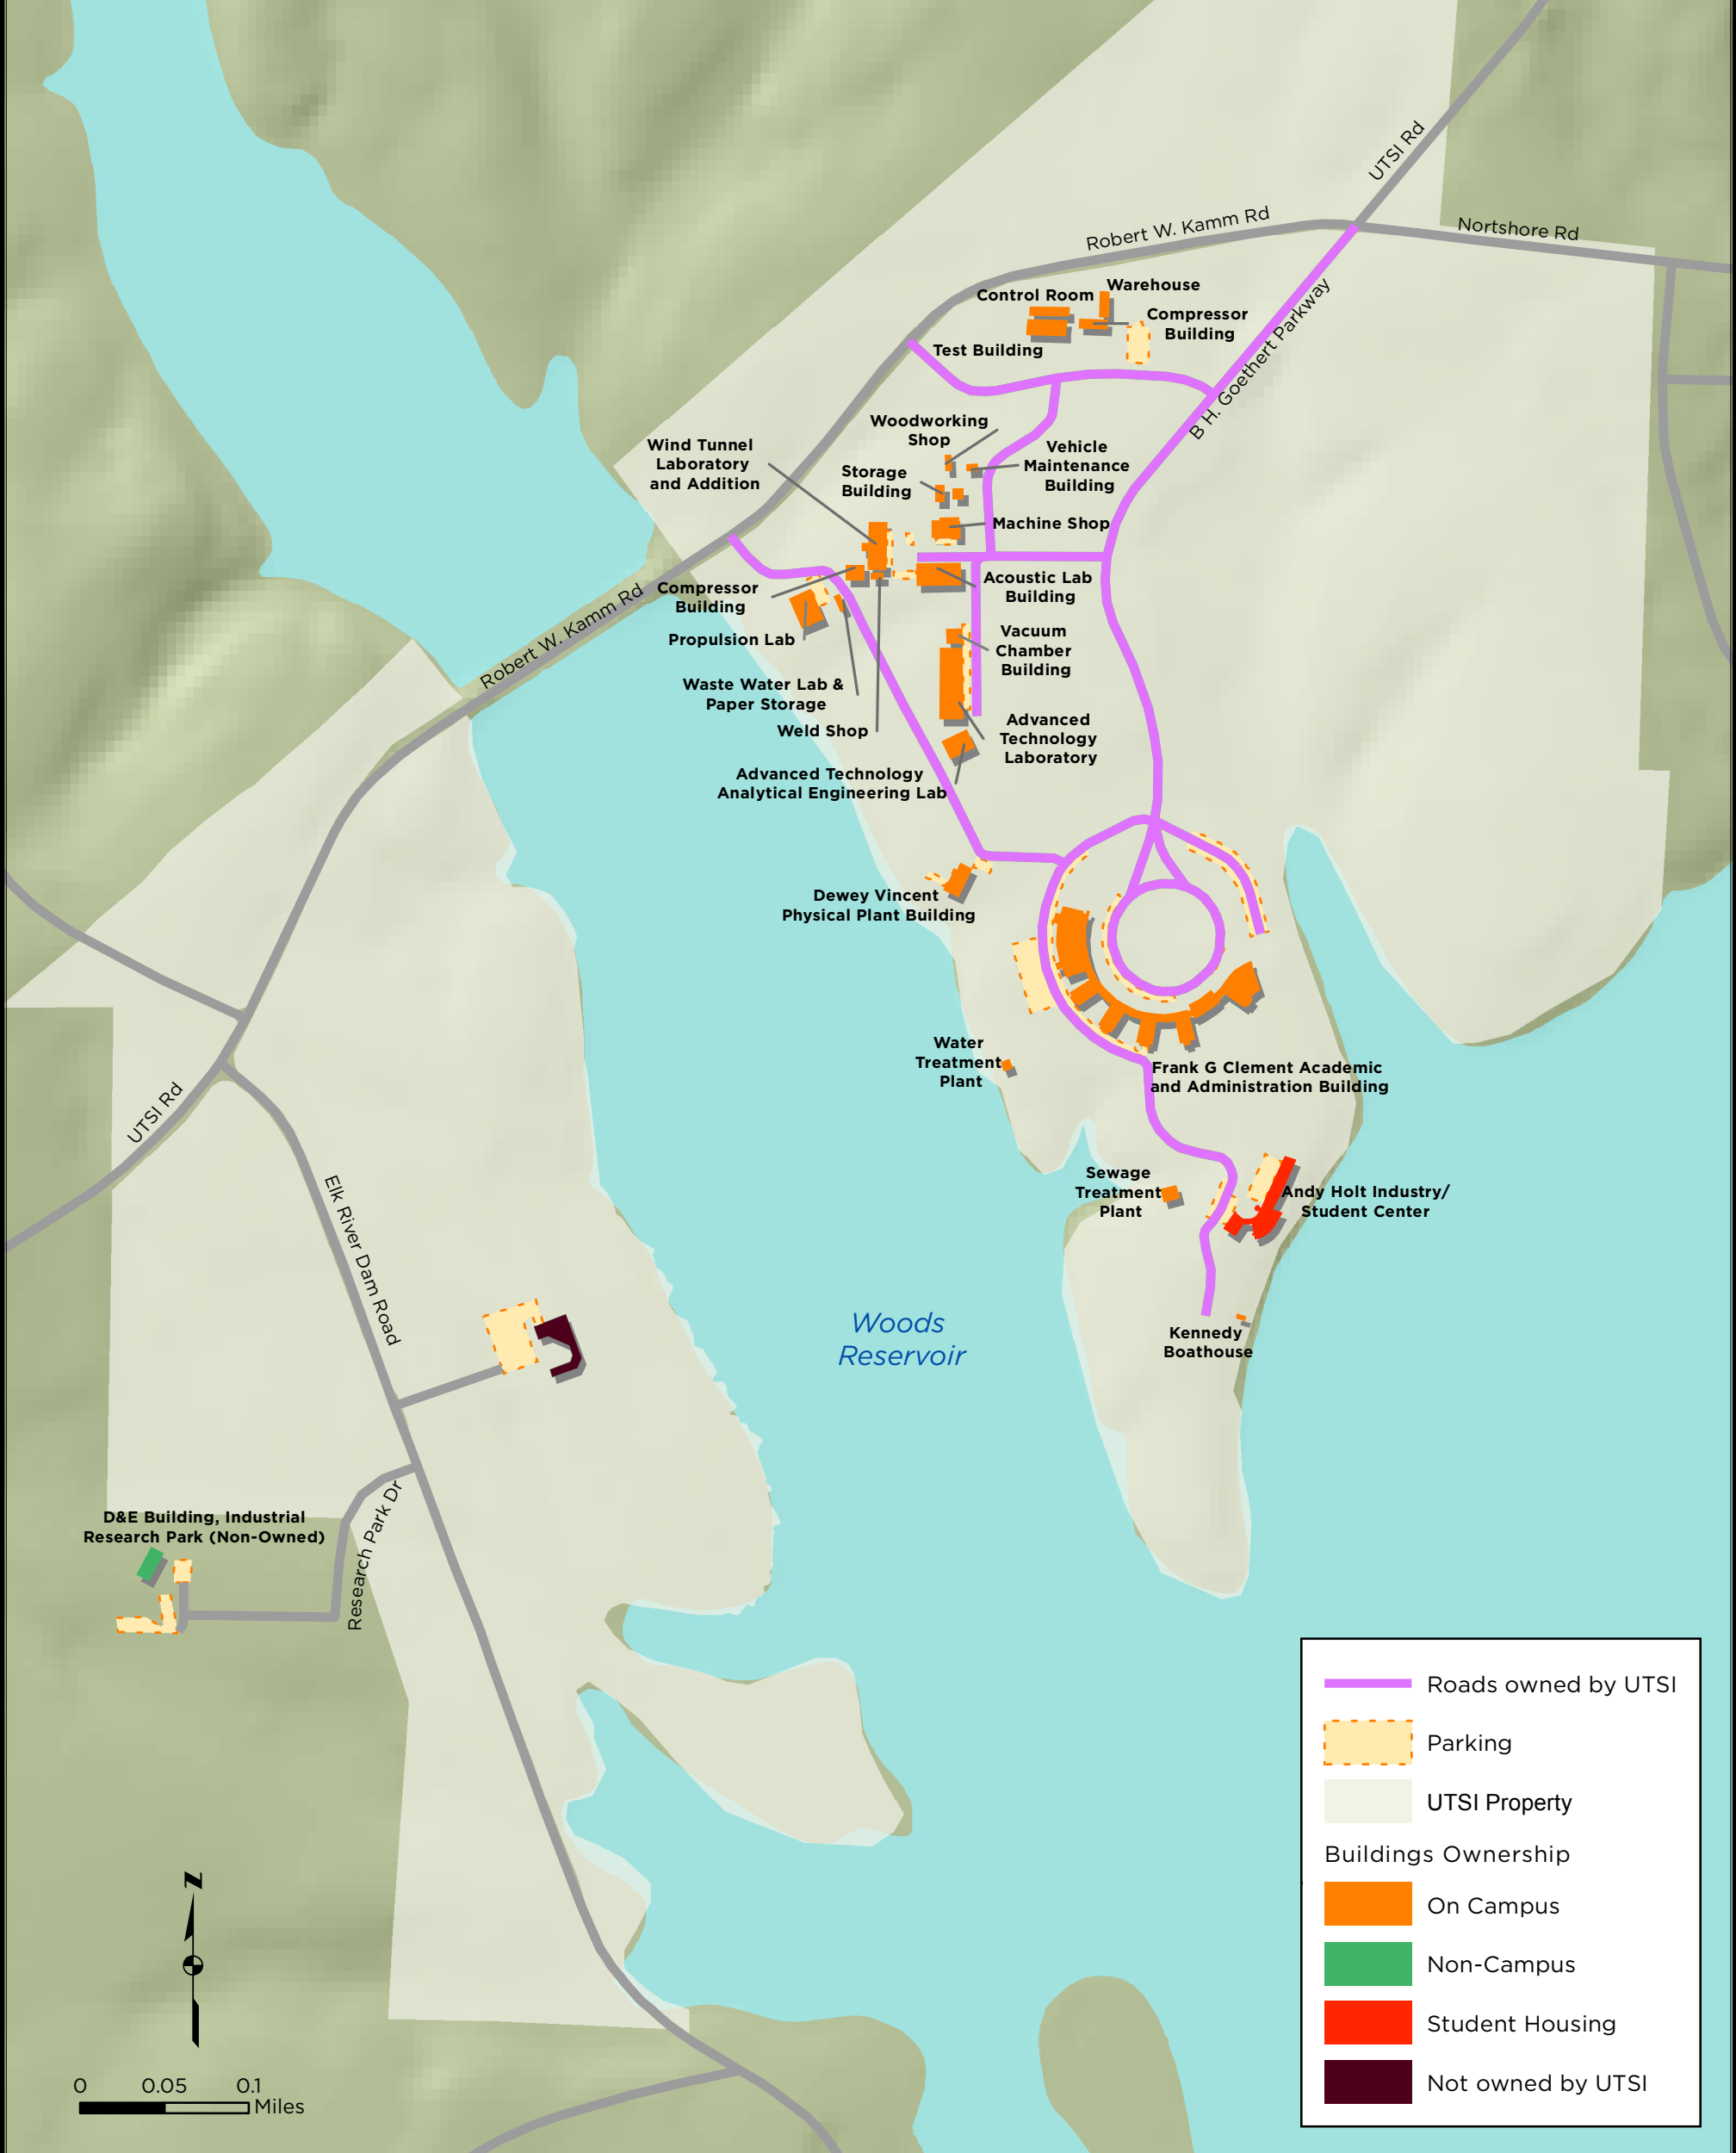 UTSI Rd
Robert W. Kamm Rd
Nortshore Rd
Warehouse
Control Room
Compressor
Building
Test Building
B H. Goethert Parkway
Woodworking
Shop
Wind Tunnel
Laboratory
and Addition
Vehicle
Maintenance
Building
Storage
Building
Machine Shop
Acoustic Lab
Building
Compressor
Building
Robert W. Kamm Rd
Propulsion Lab
Vacuum
Chamber
Building
Waste Water Lab &
Paper Storage
Weld Shop
Advanced
Technology
Laboratory
Advanced Technology
Analytical Engineering Lab
Dewey Vincent
Physical Plant Building
Water
Treatment
Plant
Frank G Clement Academic
and Administration Building
UTSI Rd
Sewage
Treatment
Plant
Andy Holt Industry/
Student Center
Elk River Dam Road
Woods
Reservoir
Kennedy
Boathouse
D&E Building, Industrial
Research Park (Non-Owned)
Research Park Dr
Roads owned by UTSI
Parking
UTSI Property
Buildings Ownership
On Campus
Non-Campus
Student Housing
Not owned by UTSI
N
0 0.05 0.1
Miles